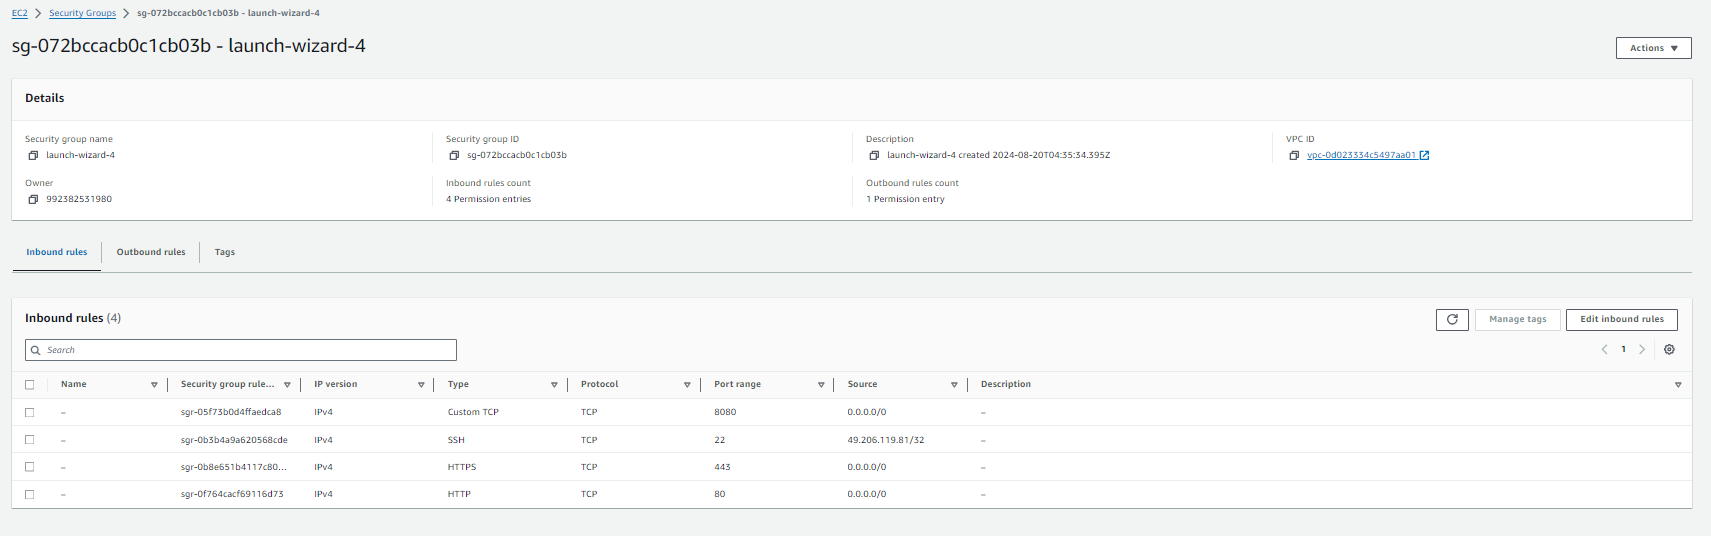 EC2 > Security Groups > sg-072bccacb0c1cb03b - launch-wizard-4
sg-072bccacb0c1cb03b - launch-wizard-4
Actions
Details
Security group name
launch-wizard-4
Security group ID
sg-072bccacb0c1cb03b
Description
launch-wizard-4 created 2024-08-20T04:35:34.395Z
VPC ID
vpc-0d023334c5497aa01
Owner
992382531980
Inbound rules count
4 Permission entries
Outbound rules count
1 Permission entry
Inbound rules Outbound rules Tags
Inbound rules (4)
Manage tags Edit inbound rules
Search
1
Name Security group rule... IP version Type Protocol Port range Source Description
– sgr-05f73b0d4ffaedca8 IPv4 Custom TCP TCP 8080 0.0.0.0/0 –
– sgr-0b3b4a9a620568cde IPv4 SSH TCP 22 49.206.119.81/32 –
– sgr-0b8e651b4117c80... IPv4 HTTPS TCP 443 0.0.0.0/0 –
– sgr-0f764cacf69116d73 IPv4 HTTP TCP 80 0.0.0.0/0 –